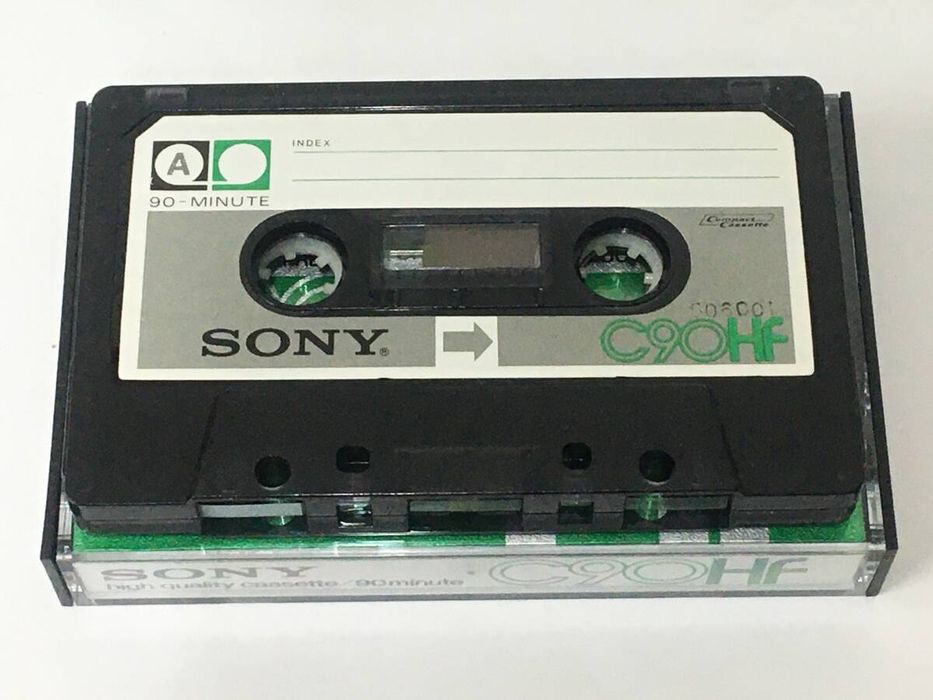 A
INDEX
90-MINUTE
Compact
Cassette
SONY®
C90Hf
SONY
high quality cassette/90minute
C90Hf